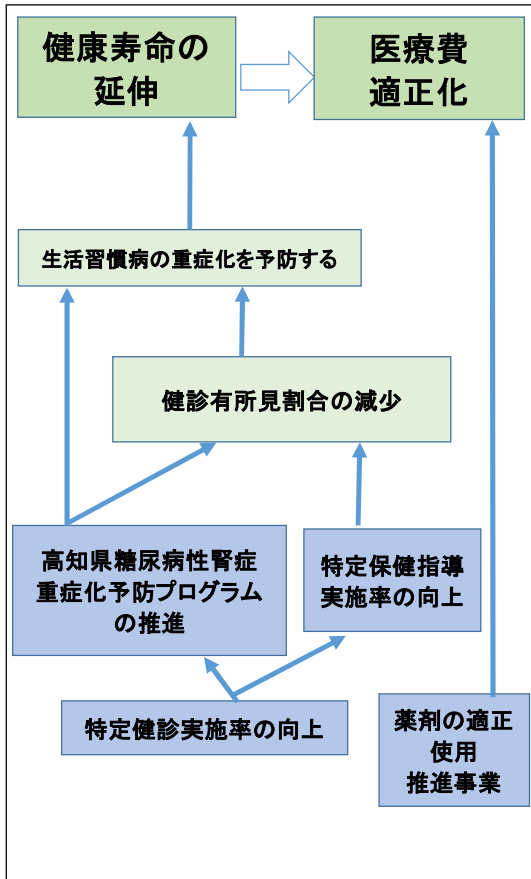 健康寿命の
延伸
医療費
適正化
生活習慣病の重症化を予防する
健診有所見割合の減少
高知県糖尿病性腎症
重症化予防プログラム
の推進
特定保健指導
実施率の向上
特定健診実施率の向上
薬剤の適正
使用
推進事業